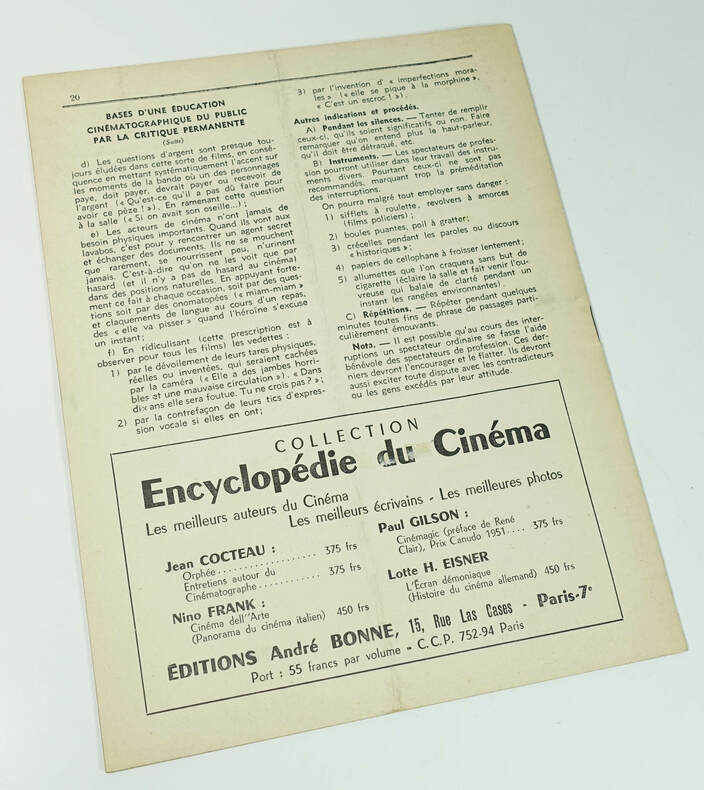 20
BASES D'UNE ÉDUCATION
CINÉMATOGRAPHIQUE DU PUBLIC
PAR LA CRITIQUE PERMANENTE
(Suite)
d) Les questions d'argent sont presque tou-
jours éludées dans cette sorte de films, en consé-
quence en mettant systématiquement l'accent sur
les moments de la bande où un des personnages
paye, doit payer, devrait payer ou recevoir de
l'argent (« Qu'est-ce qu'il a pas dû faire pour
avoir ce pèze ! »). En ramenant cette question
à la salle (« Si on avait son oseille...) ;
e) Les acteurs de cinéma n'ont jamais de
besoin physiques importants. Quand ils vont aux
lavabos, c'est pour y rencontrer un agent secret
et échanger des documents. Ils ne se mouchent
que rarement, se nourrissent peu, n'urinent
jamais. C'est-à-dire qu'on ne les voit que par
hasard (et il n'y a pas de hasard au cinéma)
dans des positions naturelles. En appuyant forte-
ment ce fait à chaque occasion, soit par des ques-
tions soit par des onomatopées (« miam-miam »
et claquements de langue au cours d'un repas,
des « elle va pisser » quand l'héroïne s'excuse
un instant ;
f) En ridiculisant (cette prescription est à
observer pour tous les films) les vedettes :
1) par le dévoilement de leurs tares physiques,
réelles ou inventées, qui seraient cachées
par la caméra (« Elle a des jambes horri-
bles et une mauvaise circulation »). « Dans
dix ans elle sera foutue. Tu ne crois pas ? » ;
2) par la contrefaçon de leurs tics d'expres-
sion vocale si elles en ont ;
3) par l'invention d' « imperfections mora-
les ». (« elle se pique à la morphine »,
« C'est un escroc ! »).
Autres indications et procédés.
A) Pendant les silences. — Tenter de remplir
ceux-ci, qu'ils soient significatifs ou non. Faire
remarquer qu'on entend plus le haut-parleur,
qu'il doit être détraqué, etc.
B) Instruments. — Les spectateurs de profes-
sion pourront utiliser dans leur travail des instru-
ments divers. Pourtant ceux-ci ne sont pas
recommandés, marquant trop la préméditation
des interruptions.
On pourra malgré tout employer sans danger :
1) sifflets à roulette, revolvers à amorces
(films policiers) ;
2) boules puantes, poil à gratter ;
3) crécelles pendant les paroles ou discours
« historiques » ;
4) papiers de cellophane à froisser lentement ;
5) allumettes que l'on craquera sans but de
cigarette (éclaire la salle et fait venir l'ou-
vreuse qui balaie de clarté pendant un
instant les rangées environnantes).
C) Répétitions. — Répéter pendant quelques
minutes toutes fins de phrase de passages parti-
culièrement émouvants.
Nota. — Il est possible qu'au cours des inter-
ruptions un spectateur ordinaire se fasse l'aide
bénévole des spectateurs de profession. Ces der-
niers devront l'encourager et le flatter. Ils devront
aussi exciter toute dispute avec les contradicteurs
ou les gens excédés par leur attitude.
COLLECTION
Encyclopédie du Cinéma
Les meilleurs auteurs du Cinéma
Les meilleurs écrivains - Les meilleures photos
Jean COCTEAU :
Orphée .................. 375 frs
Entretiens autour du
Cinématographe ............ 375 frs
Nino FRANK :
Cinéma dell''Arte
(Panorama du cinéma italien) 450 frs
Paul GILSON :
Cinémagic (préface de René
Clair), Prix Canudo 1951 .... 375 frs
Lotte H. EISNER
L'Écran démoniaque
(Histoire du cinéma allemand) 450 frs
ÉDITIONS André BONNE, 15, Rue Las Cases - Paris-7e
Port : 55 francs par volume - C.C.P. 752-94 Paris